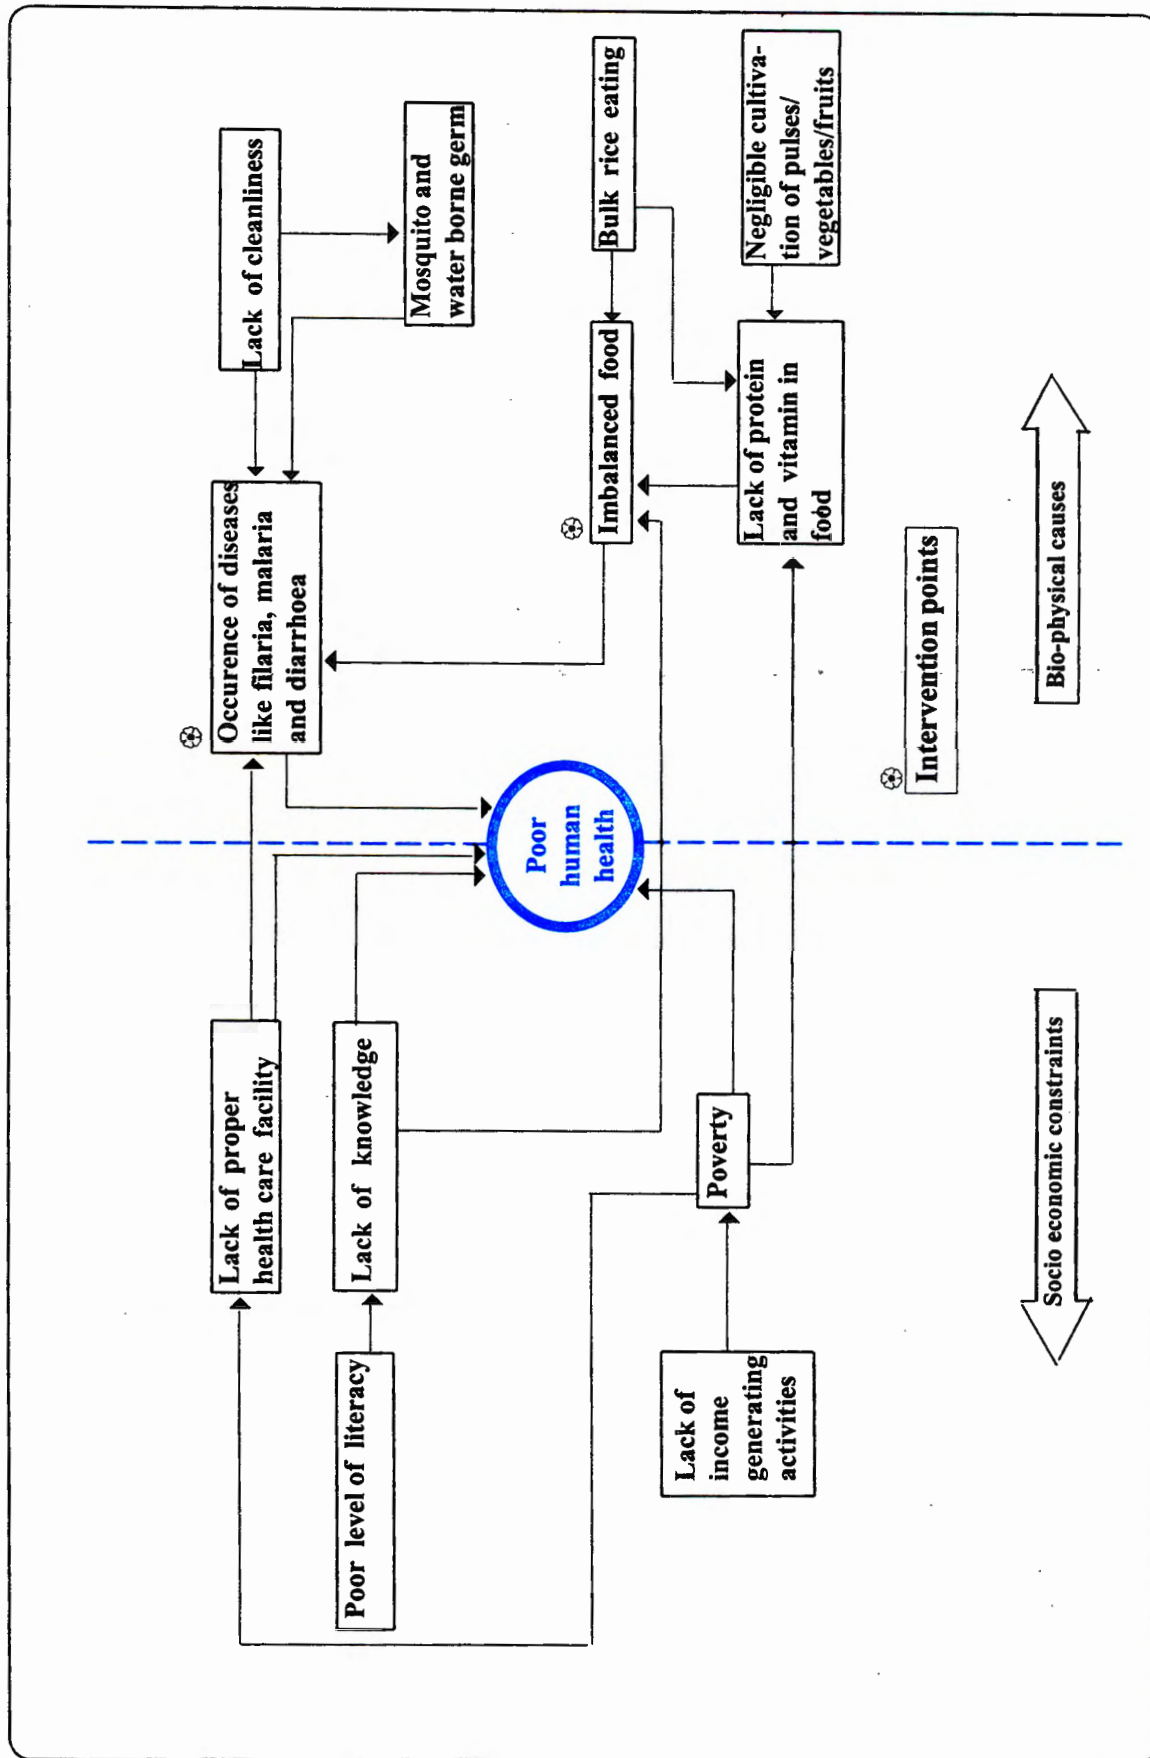 Lack of proper
health care facility
Occurence of diseases
like filaria, malaria
and diarrhoea
Lack of cleanliness
Poor level of literacy
Lack of knowledge
Mosquito and
water borne germ
Poor
human
health
Imbalanced food
Bulk rice eating
Lack of
income
generating
activities
Poverty
Lack of protein
and vitamin in
food
Negligible cultiva-
tion of pulses/
vegetables/fruits
Intervention points
Socio economic constraints
Bio-physical causes